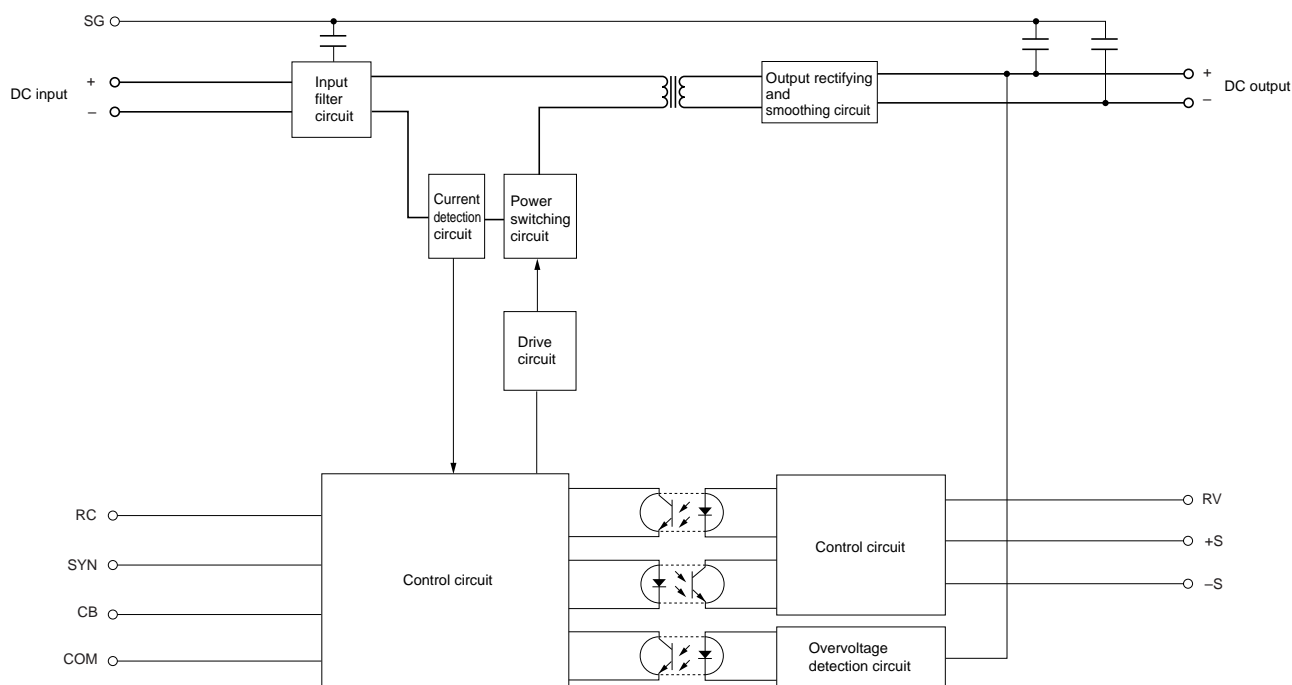 SG
DC input
+
–
Input
filter
circuit
Output rectifying
and
smoothing circuit
+
–
DC output
Current
detection
circuit
Power
switching
circuit
Drive
circuit
RC
SYN
CB
COM
Control circuit
Control circuit
RV
+S
–S
Overvoltage
detection circuit